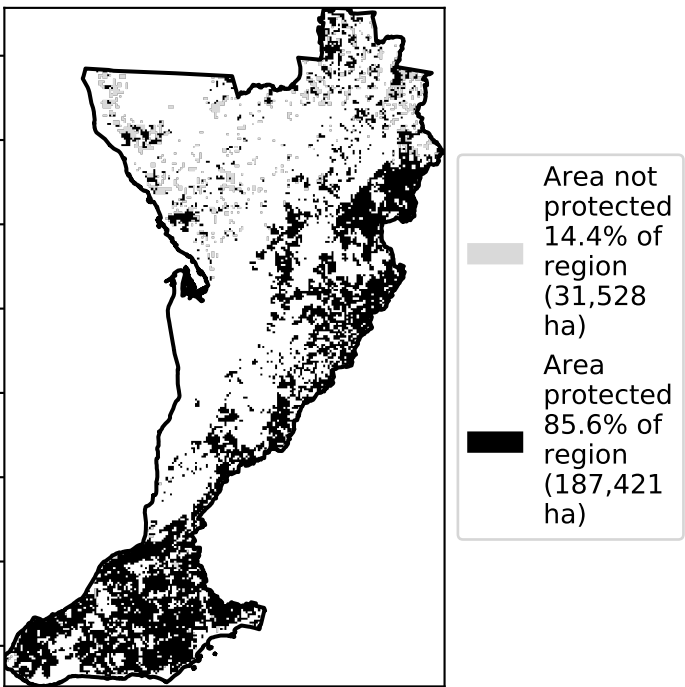 Area not
protected
14.4% of
region
(31,528
ha)
Area
protected
85.6% of
region
(187,421
ha)